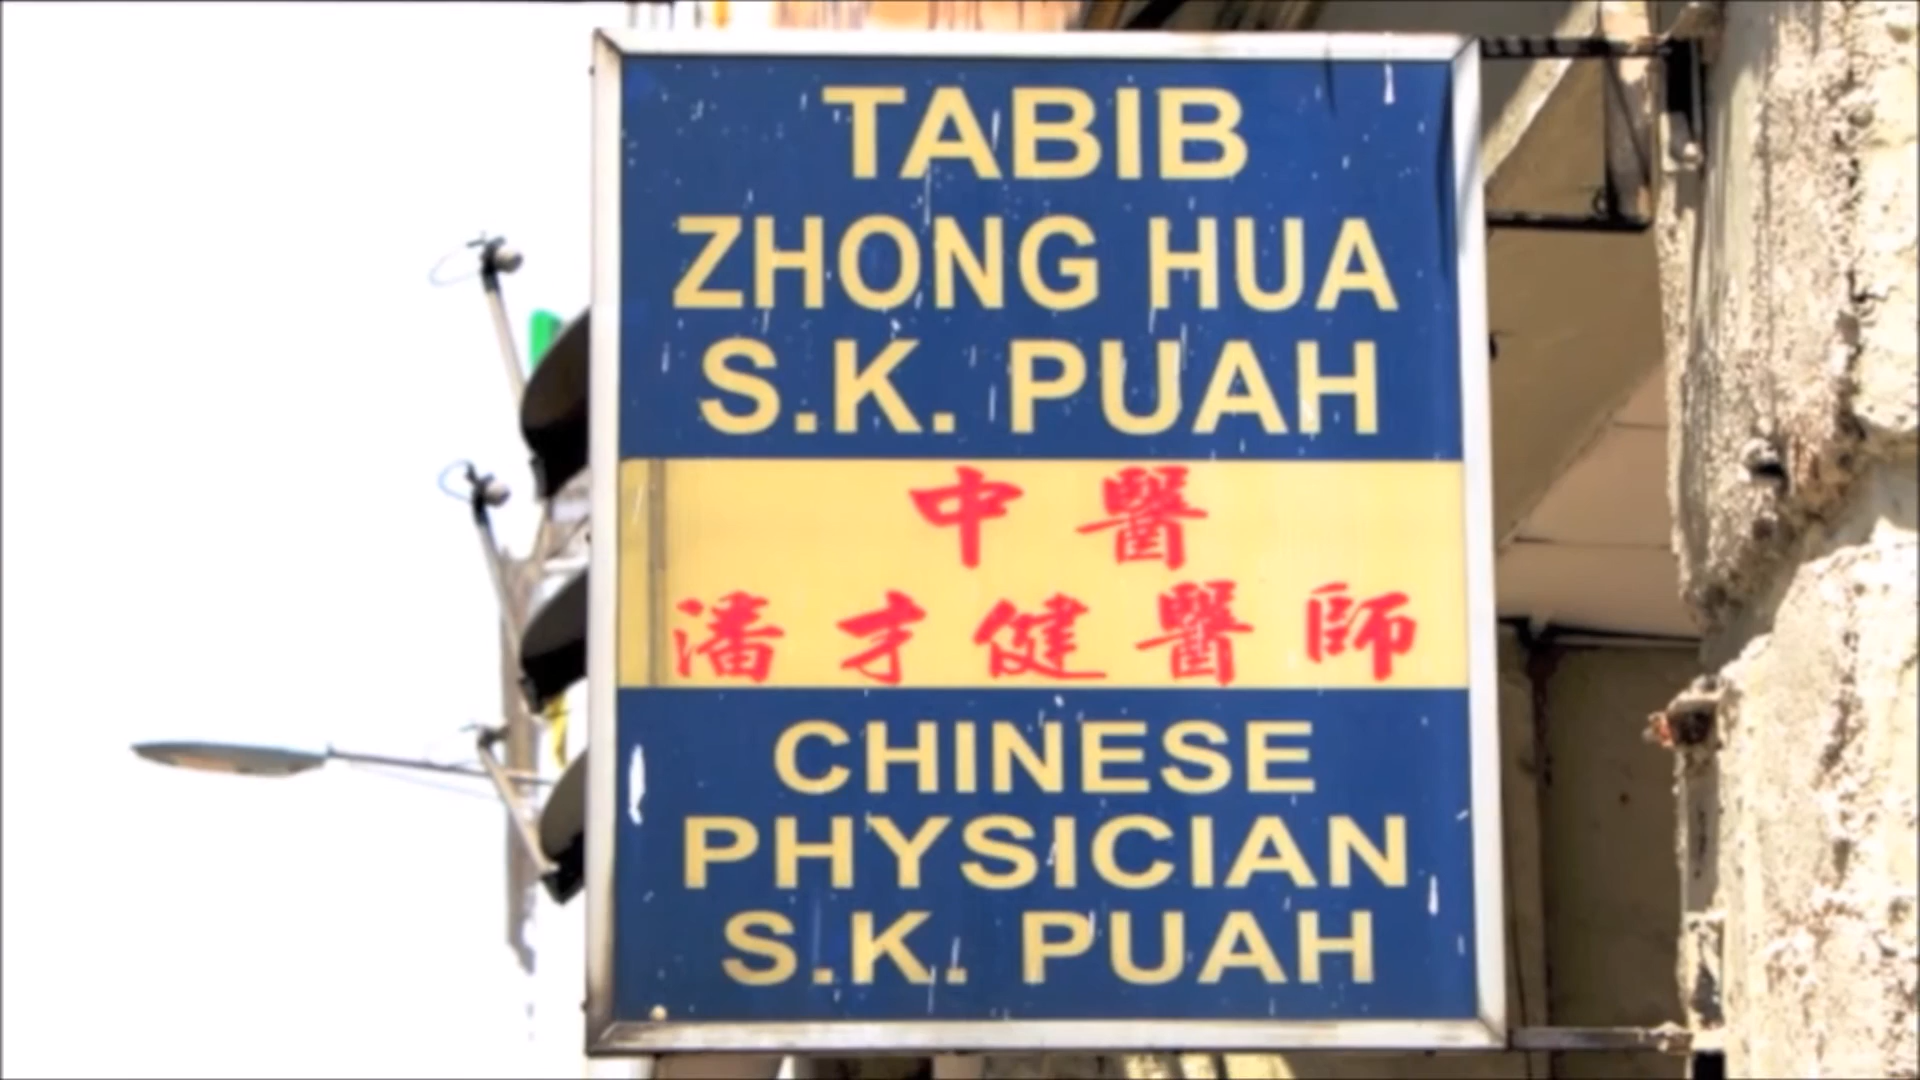 TABIB
ZHONG HUA
S.K. PUAH
中醫
潘才健醫師
CHINESE
PHYSICIAN
S.K. PUAH